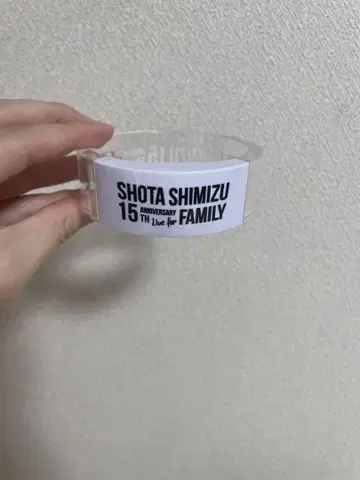 SHOTA SHIMIZU
15TH ANNIVERSARY Live for FAMILY